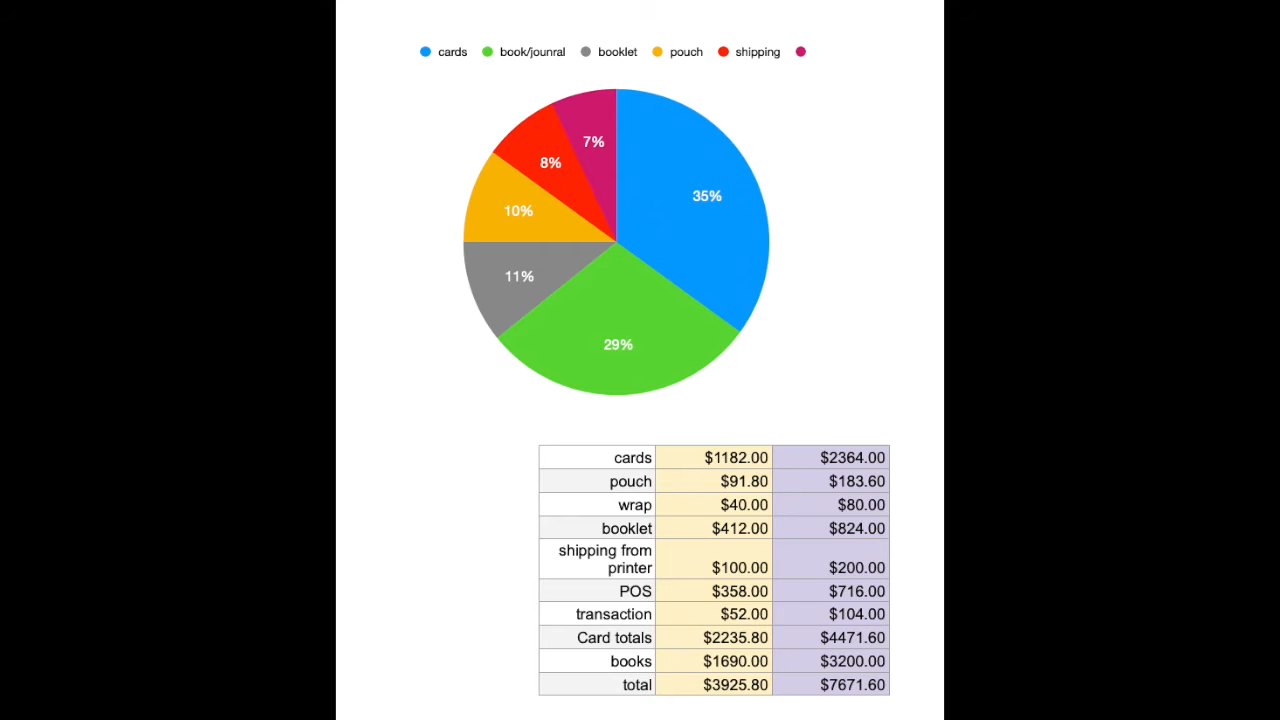 cards book/jounral booklet pouch shipping
7%
8%
35%
10%
11%
29%
cards $1182.00 $2364.00
pouch $91.80 $183.60
wrap $40.00 $80.00
booklet $412.00 $824.00
shipping from
printer $100.00 $200.00
POS $358.00 $716.00
transaction $52.00 $104.00
Card totals $2235.80 $4471.60
books $1690.00 $3200.00
total $3925.80 $7671.60